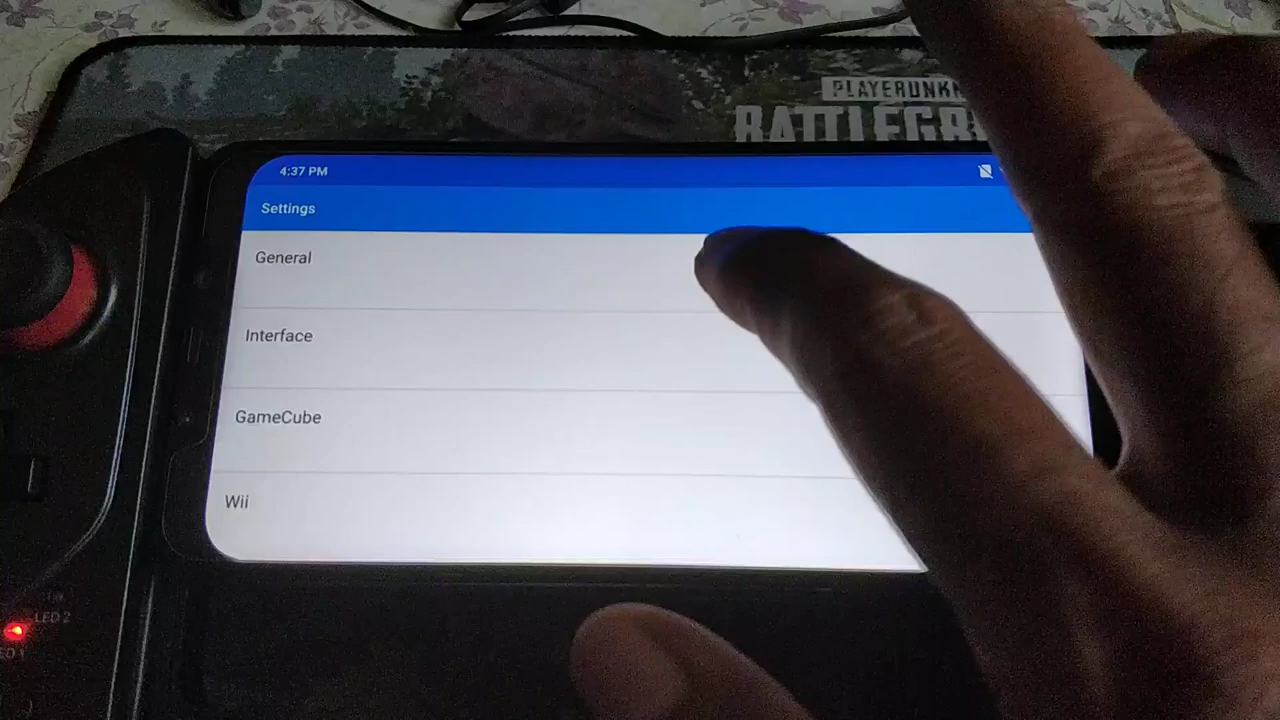 PLAYERUNKN
BATTLEGR
4:37 PM
Settings
General
Interface
GameCube
Wii
LED 2